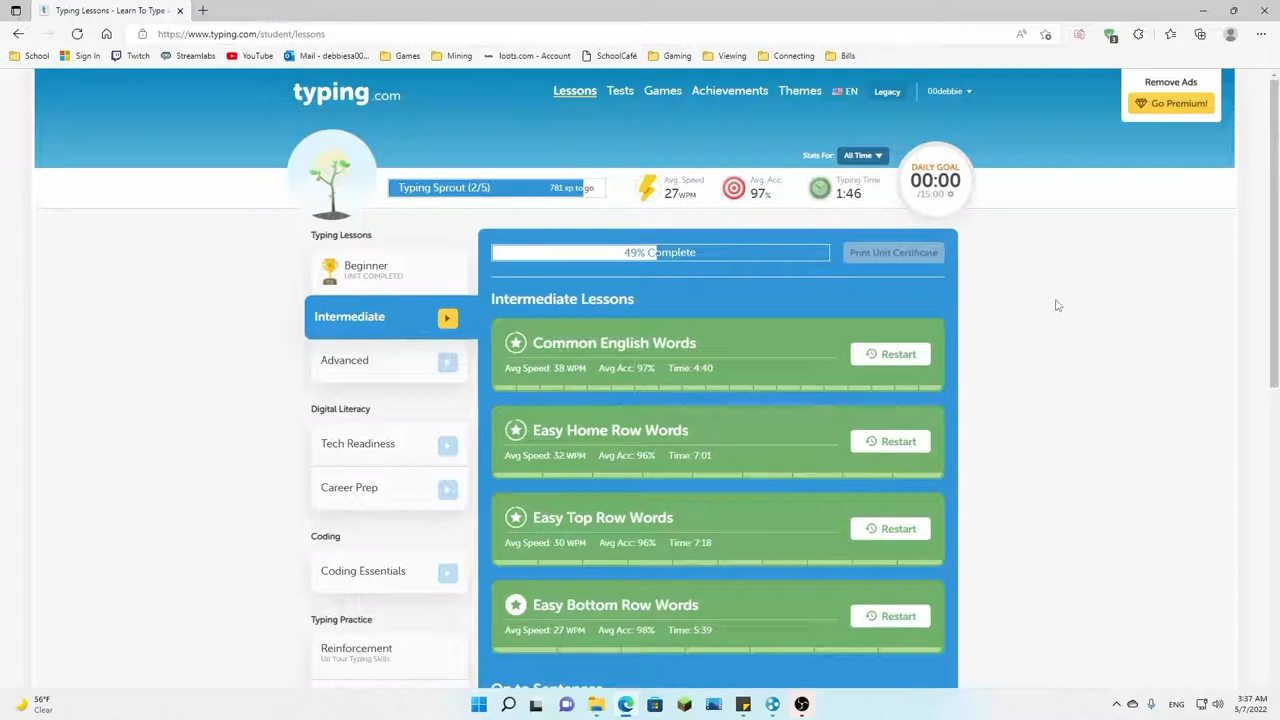 Typing Lessons - Learn To Type
https://www.typing.com/student/lessons
School Sign In Twitch Streamlabs YouTube Mail - debbiesa00... Games Mining loots.com - Account SchoolCafé Gaming Viewing Connecting Bills
typing.com
Lessons Tests Games Achievements Themes EN Legacy 00debbie
Remove Ads
Go Premium!
Stats For: All Time
Typing Sprout (2/5) 781 xp to go
Avg. Speed
27 WPM
Avg. Acc.
97%
Typing Time
1:46
DAILY GOAL
00:00
/15:00
Typing Lessons
Beginner
UNIT COMPLETE!
Intermediate
Advanced
Digital Literacy
Tech Readiness
Career Prep
Coding
Coding Essentials
Typing Practice
Reinforcement
Up Your Typing Skills
49% Complete
Print Unit Certificate
Intermediate Lessons
Common English Words
Avg Speed: 38 WPM Avg Acc: 97% Time: 4:40
Restart
Easy Home Row Words
Avg Speed: 32 WPM Avg Acc: 96% Time: 7:01
Restart
Easy Top Row Words
Avg Speed: 30 WPM Avg Acc: 96% Time: 7:18
Restart
Easy Bottom Row Words
Avg Speed: 27 WPM Avg Acc: 98% Time: 5:39
Restart
On to Sentences
56°F
Clear
3:37 AM
5/7/2022